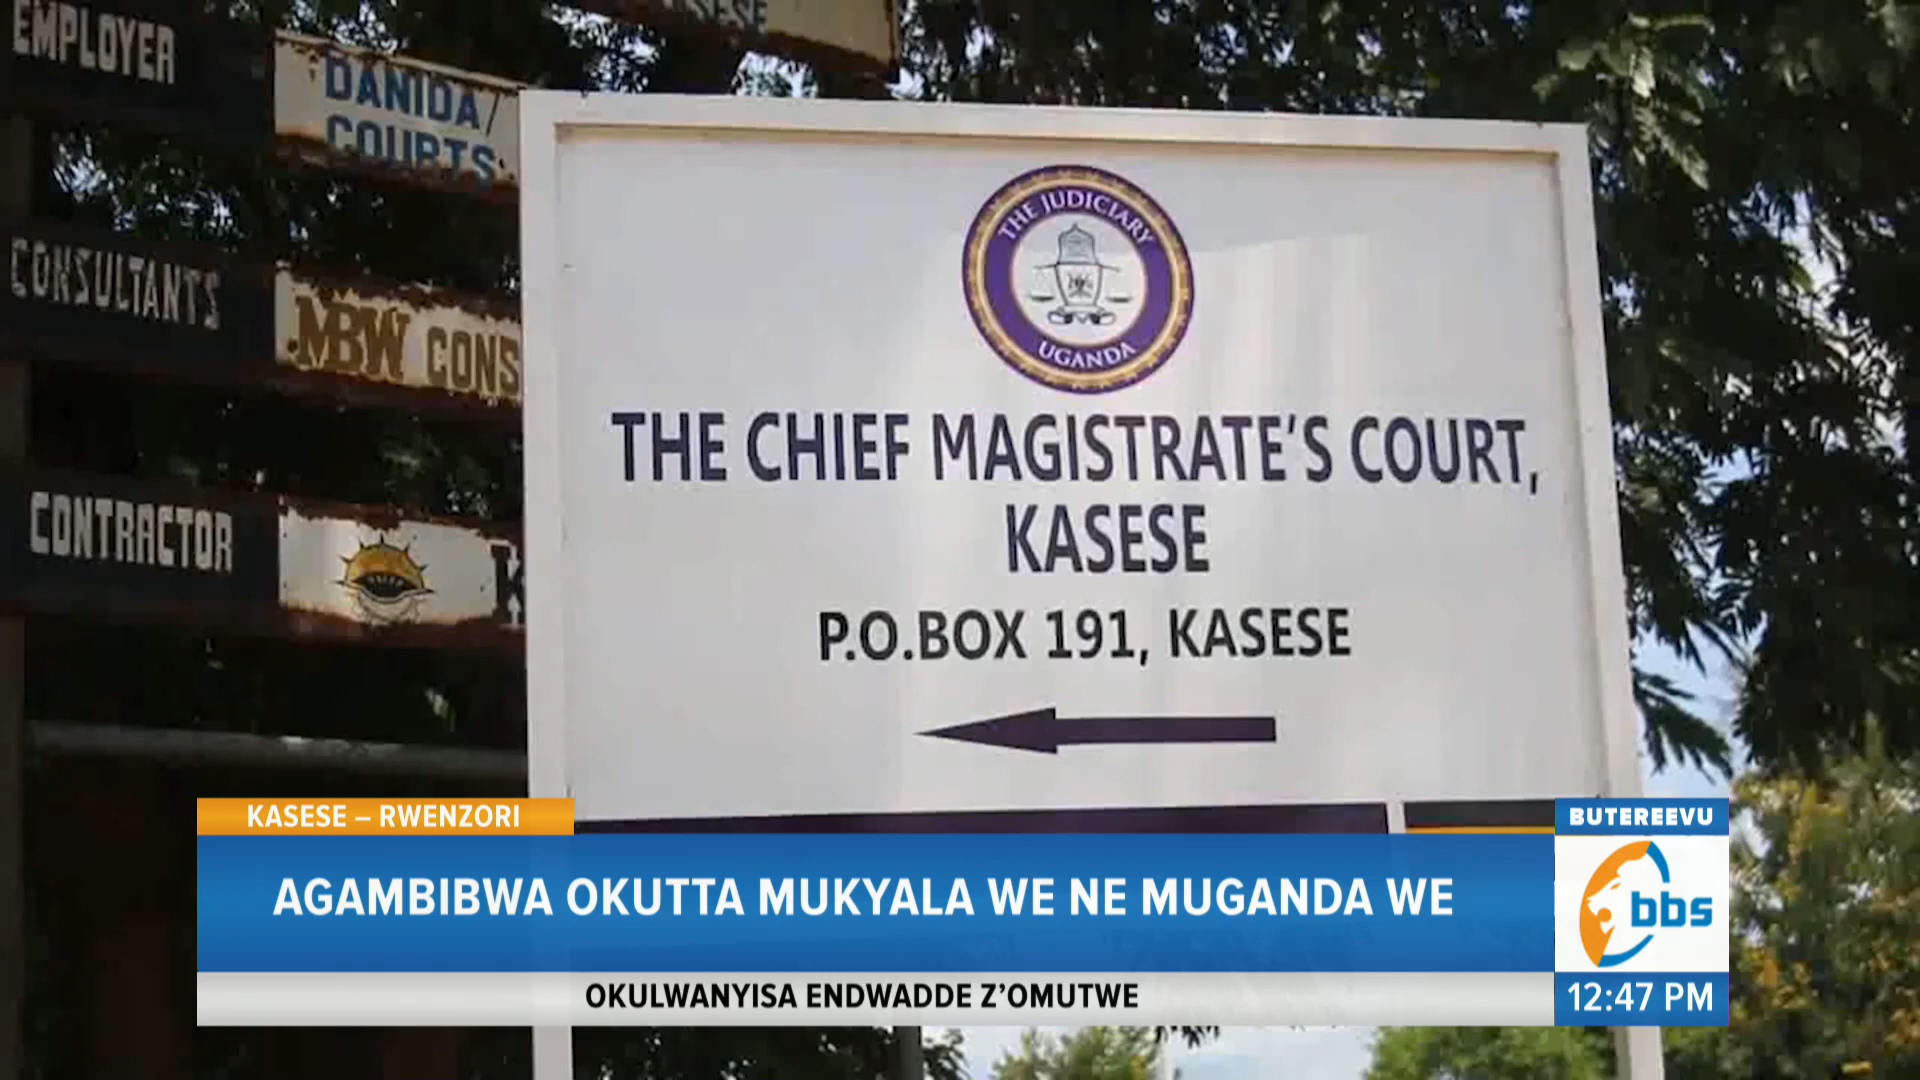 EMPLOYER
DANIDA/
COURTS
CONSULTANTS
MBW CONS
CONTRACTOR
THE JUDICIARY
UGANDA
THE CHIEF MAGISTRATE'S COURT,
KASESE
P.O.BOX 191, KASESE
KASESE – RWENZORI
BUTEREEVU
AGAMBIBWA OKUTTA MUKYALA WE NE MUGANDA WE
bbs
OKULWANYISA ENDWADDE Z'OMUTWE
12:47 PM